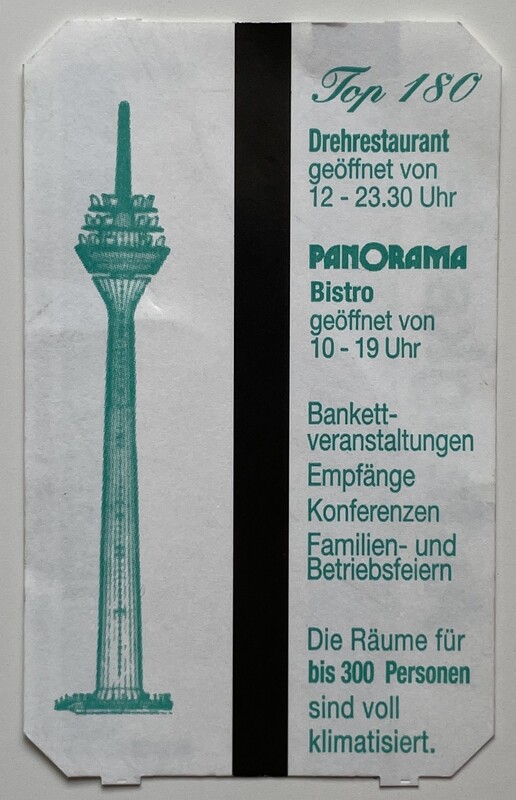 Top 180
Drehrestaurant
geöffnet von
12 - 23.30 Uhr
PANORAMA
Bistro
geöffnet von
10 - 19 Uhr
Bankett-
veranstaltungen
Empfänge
Konferenzen
Familien- und
Betriebsfeiern
Die Räume für
bis 300 Personen
sind voll
klimatisiert.